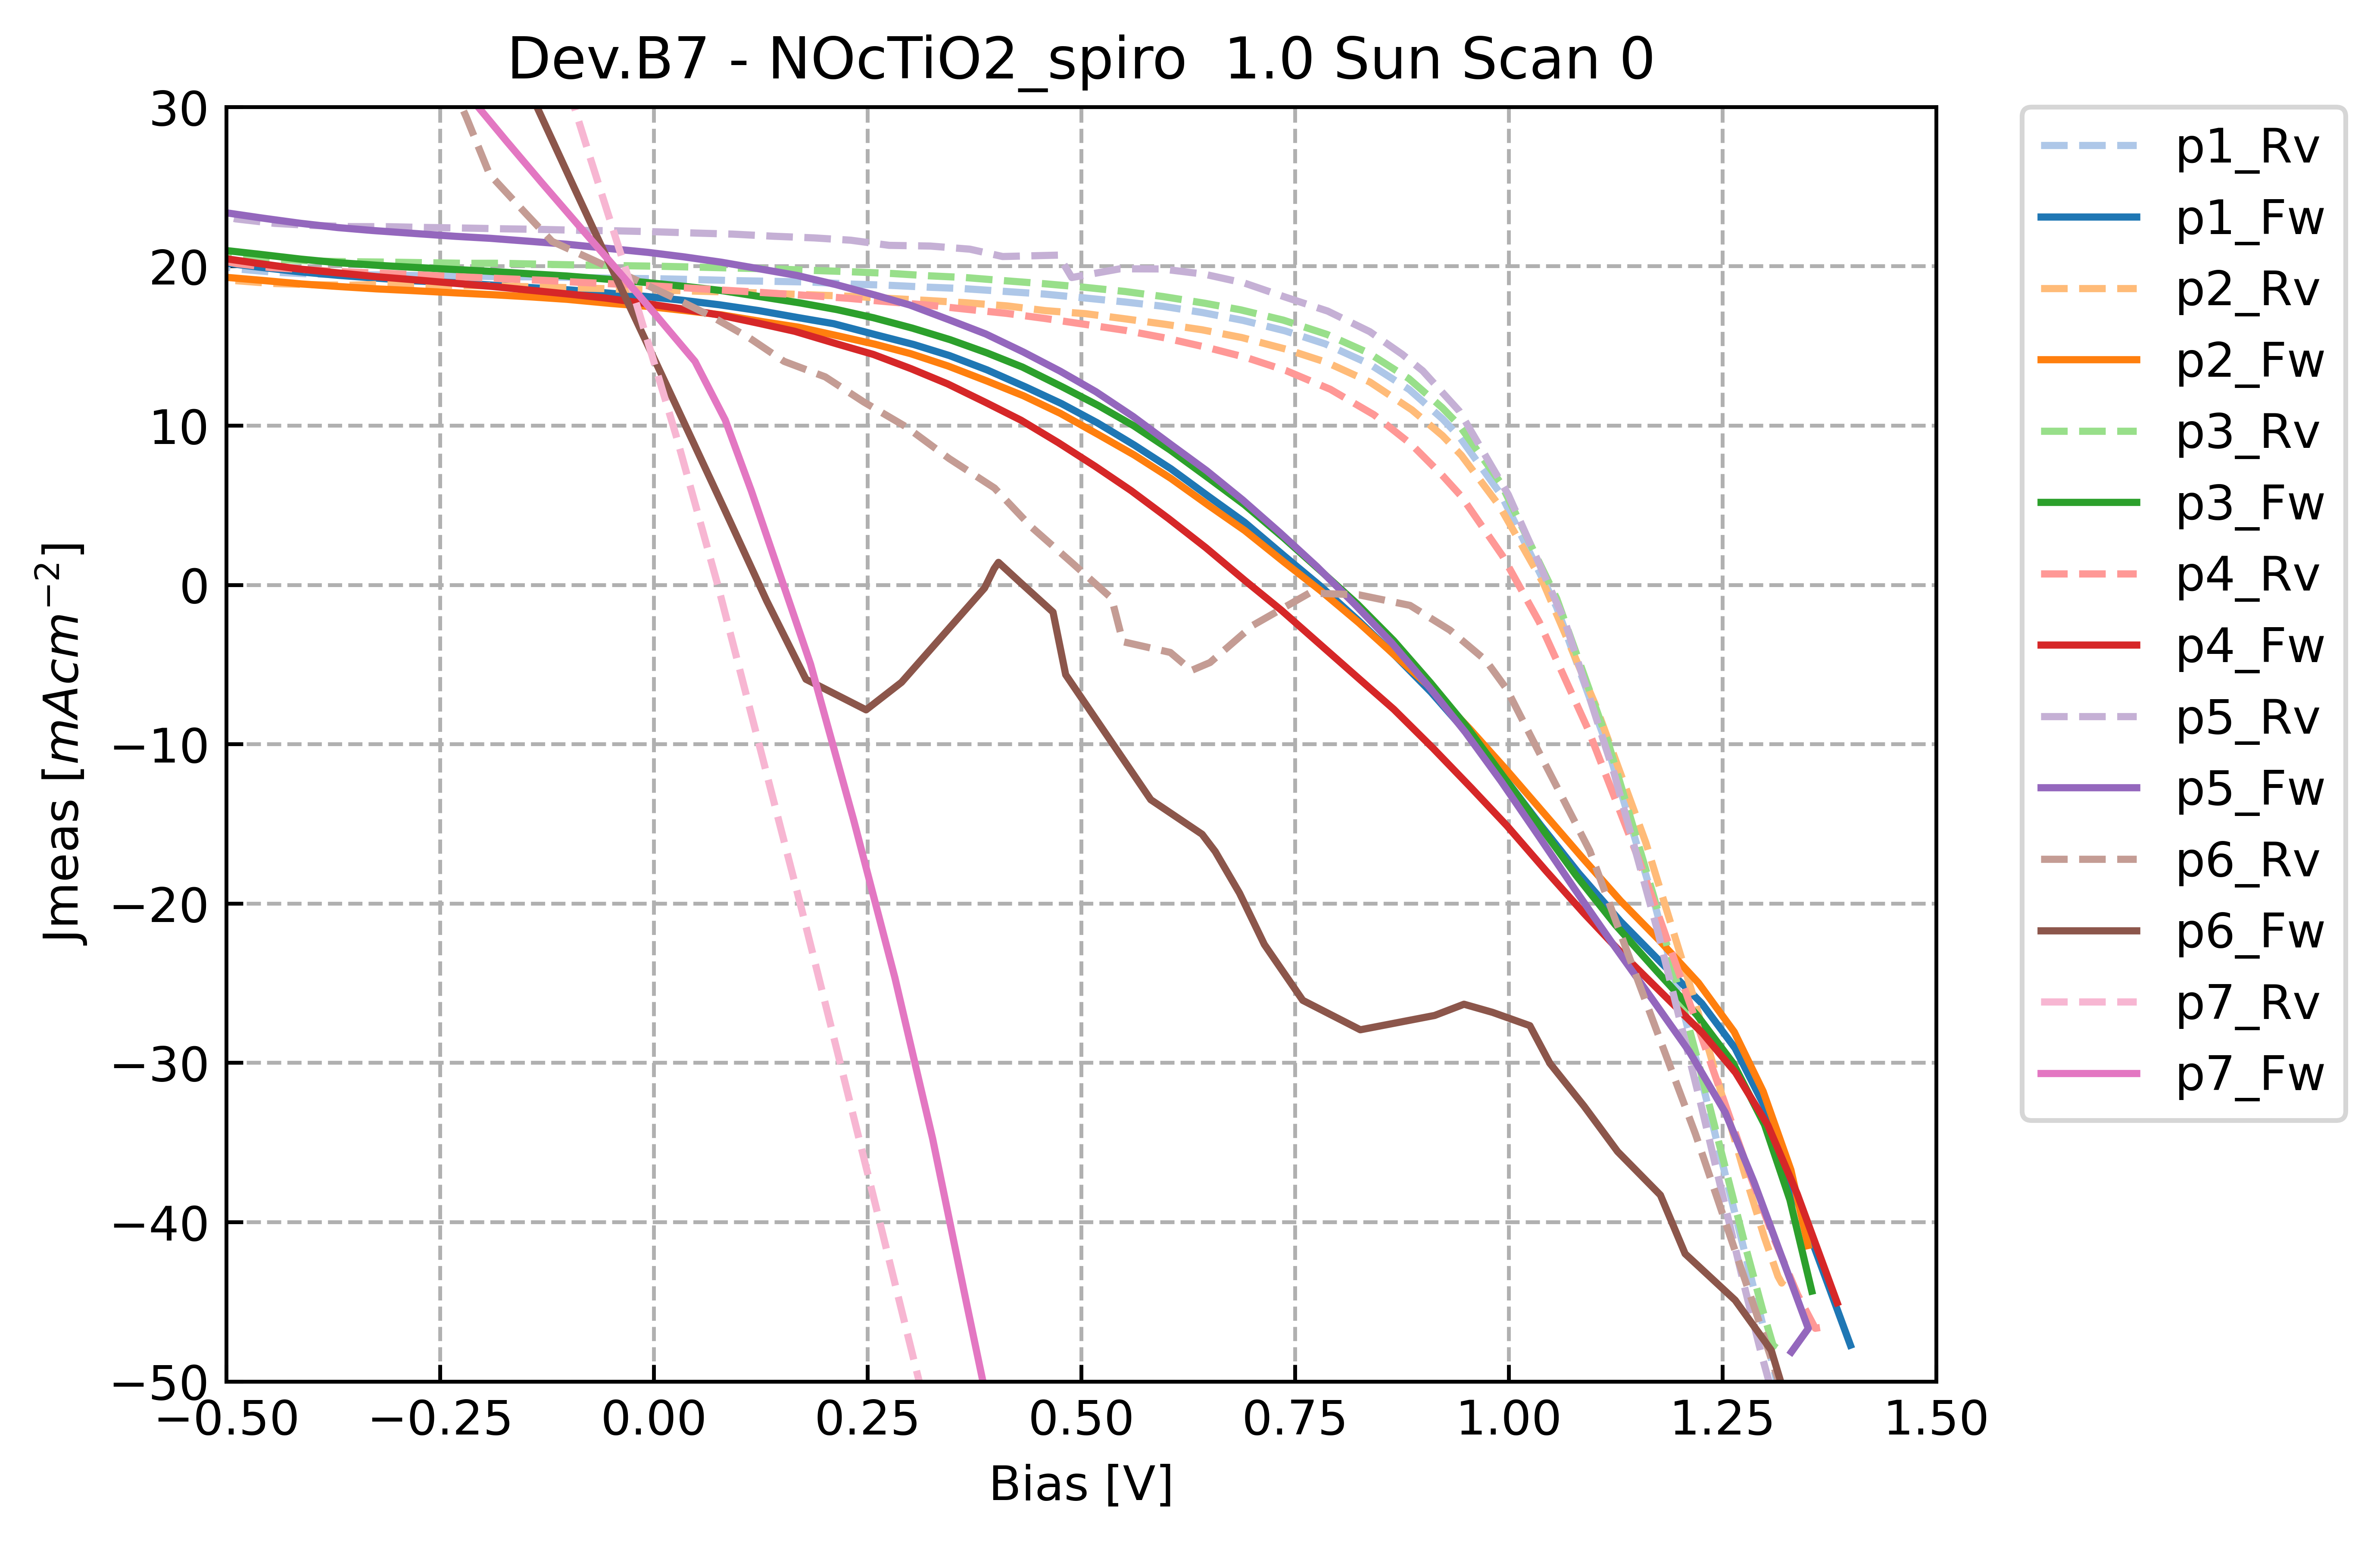 Dev.B7 - NOcTiO2_spiro  1.0 Sun Scan 0
30
20
10
0
−10
−20
−30
−40
−50
Jmeas [mAcm⁻²]
−0.50 −0.25 0.00 0.25 0.50 0.75 1.00 1.25 1.50
Bias [V]
p1_Rv
p1_Fw
p2_Rv
p2_Fw
p3_Rv
p3_Fw
p4_Rv
p4_Fw
p5_Rv
p5_Fw
p6_Rv
p6_Fw
p7_Rv
p7_Fw